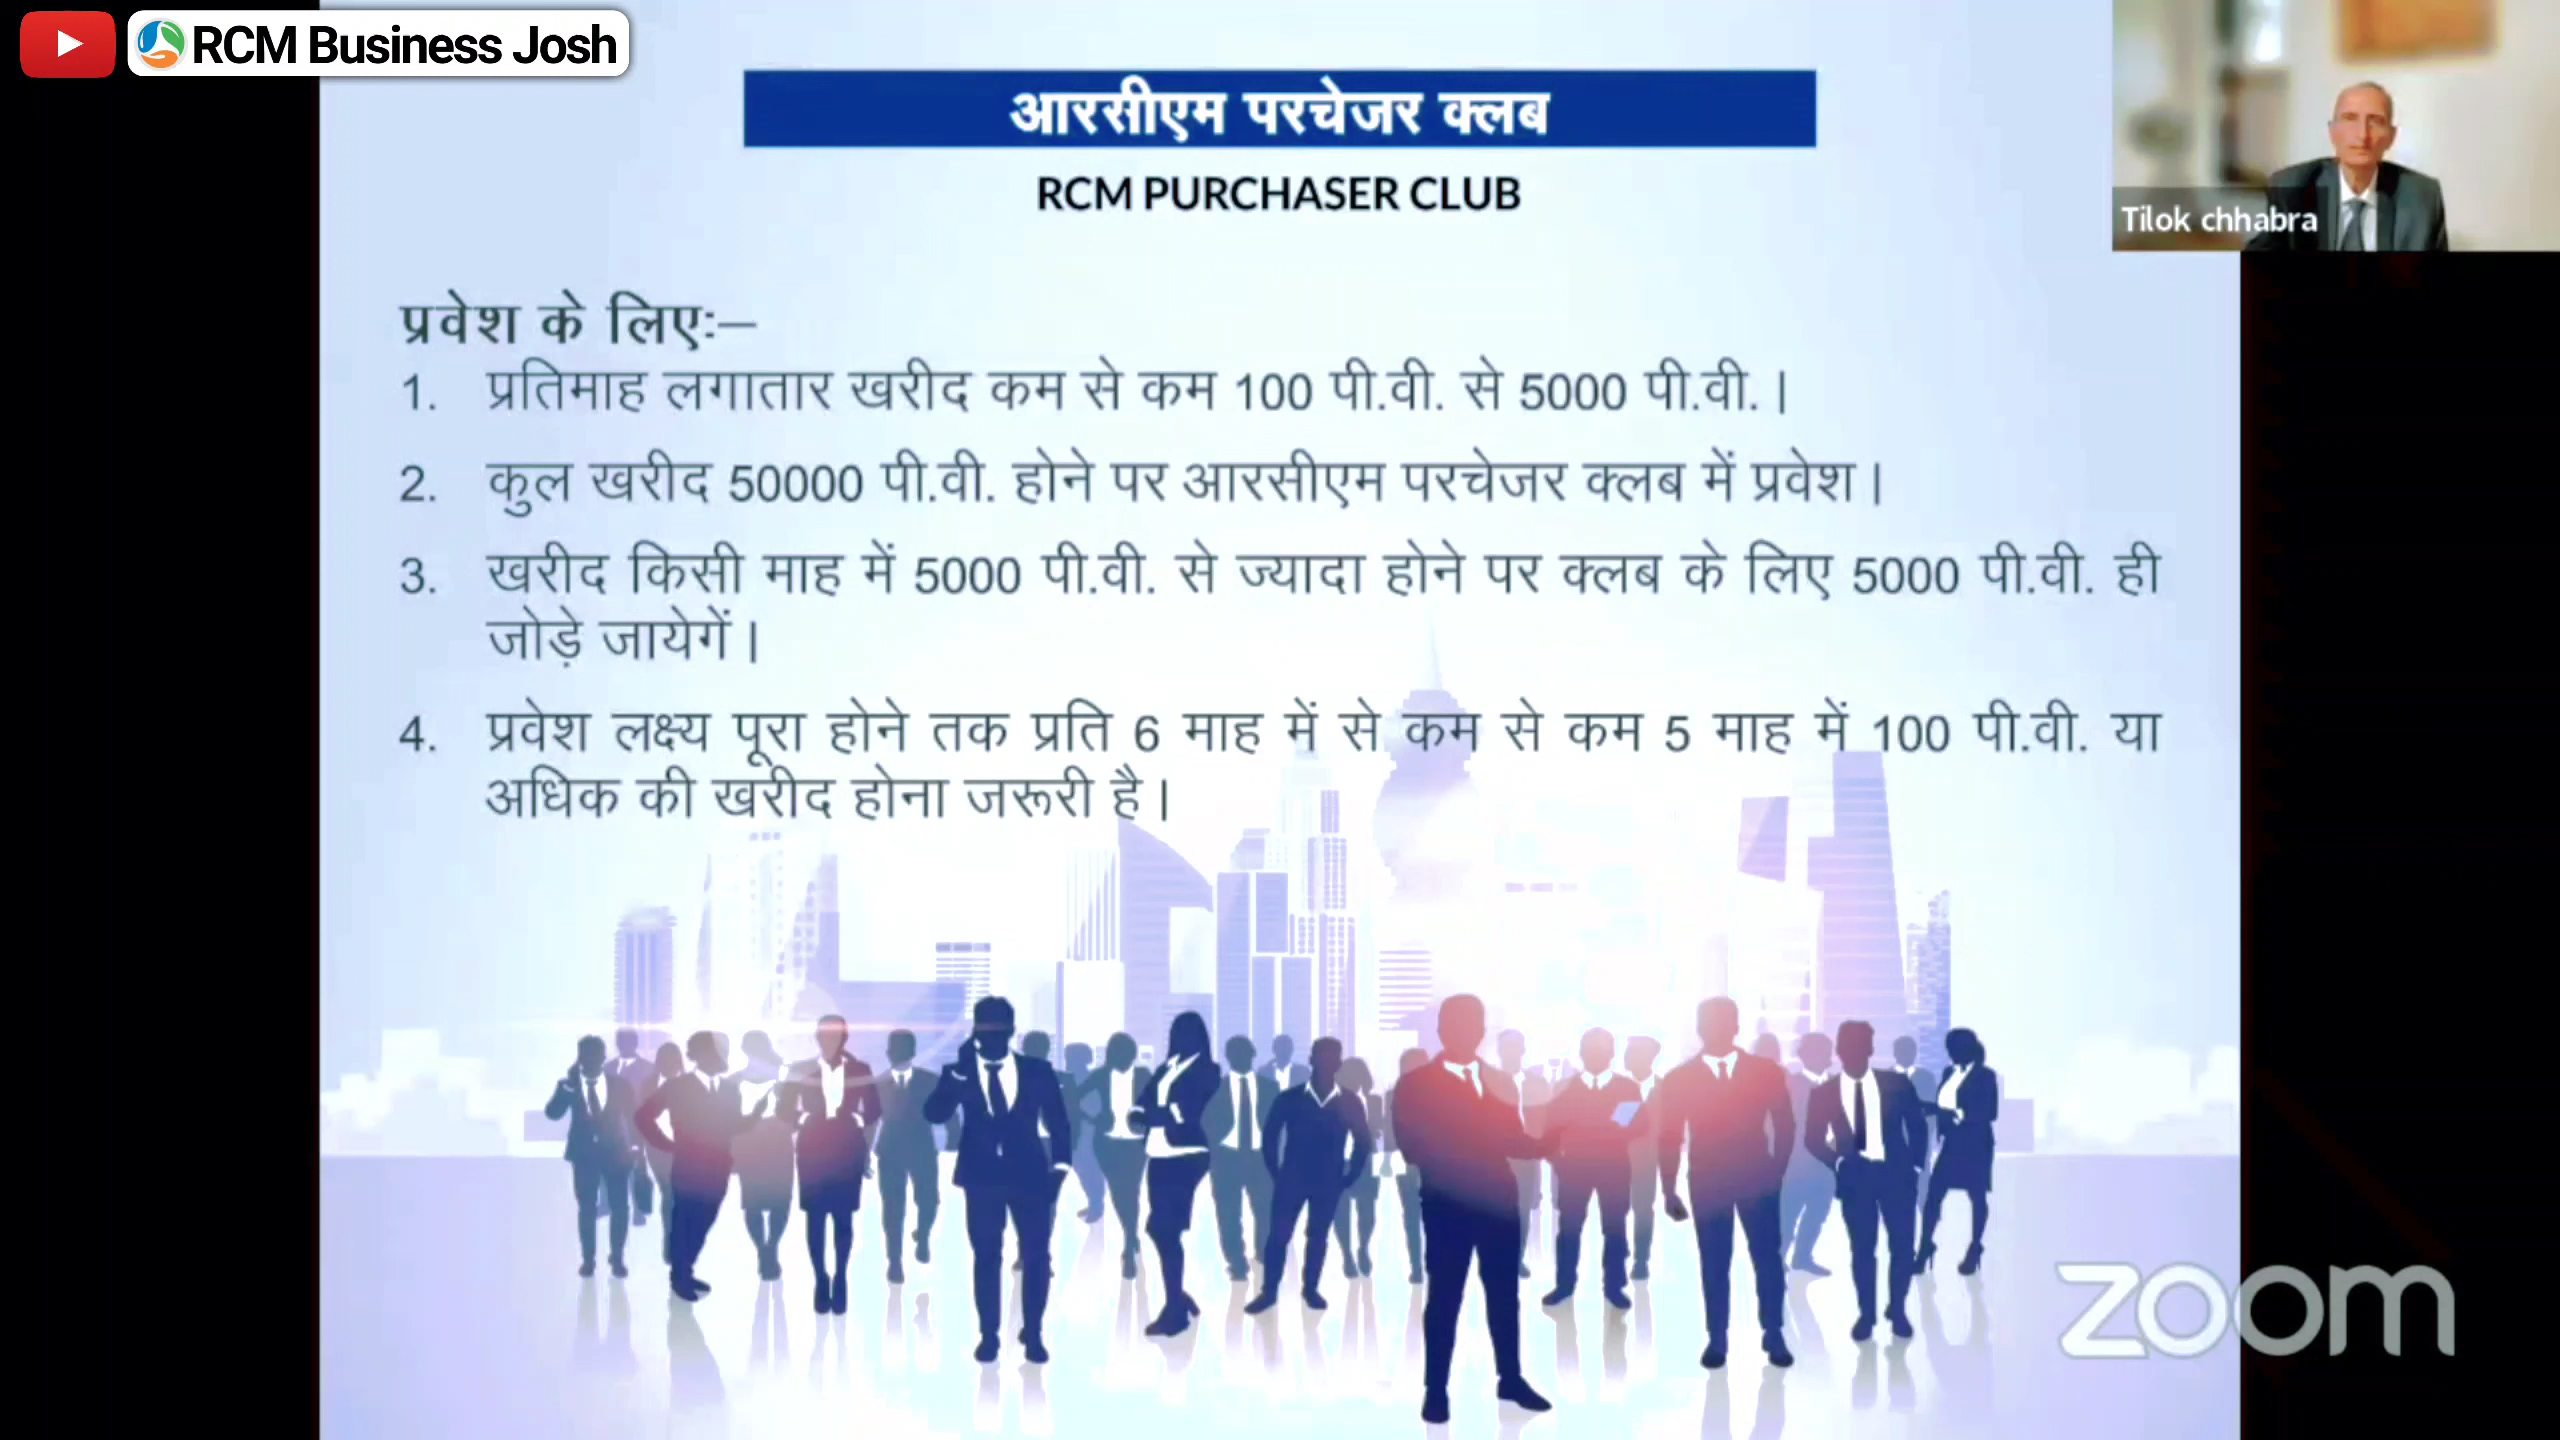 RCM Business Josh
आरसीएम परचेजर क्लब
RCM PURCHASER CLUB
Tilok chhabra
प्रवेश के लिएः–
1. प्रतिमाह लगातार खरीद कम से कम 100 पी.वी. से 5000 पी.वी.।
2. कुल खरीद 50000 पी.वी. होने पर आरसीएम परचेजर क्लब में प्रवेश।
3. खरीद किसी माह में 5000 पी.वी. से ज्यादा होने पर क्लब के लिए 5000 पी.वी. ही
जोड़े जायेगें।
4. प्रवेश लक्ष्य पूरा होने तक प्रति 6 माह में से कम से कम 5 माह में 100 पी.वी. या
अधिक की खरीद होना जरूरी है।
zoom